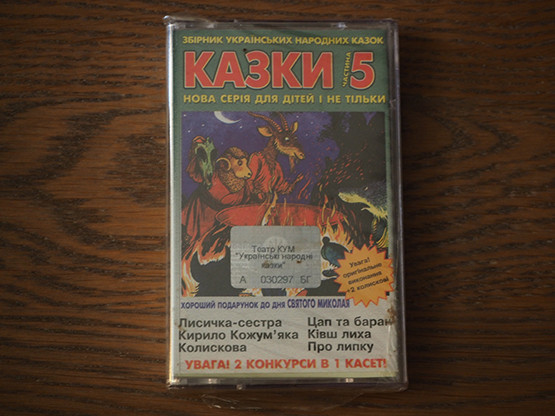 ЗБІРНИК УКРАЇНСЬКИХ НАРОДНИХ КАЗОК
КАЗКИ ЧАСТИНА 5
НОВА СЕРІЯ ДЛЯ ДІТЕЙ І НЕ ТІЛЬКИ
Театр КУМ
"Українські народні
казки"
А 030297 БГ
Увага!
оригінальне
виконання
+2 колискові
ХОРОШИЙ ПОДАРУНОК ДО ДНЯ СВЯТОГО МИКОЛАЯ
Лисичка-сестра
Кирило Кожум'яка
Колискова
Цап та баран
Ківш лиха
Про липку
УВАГА! 2 КОНКУРСИ В 1 КАСЕТІ